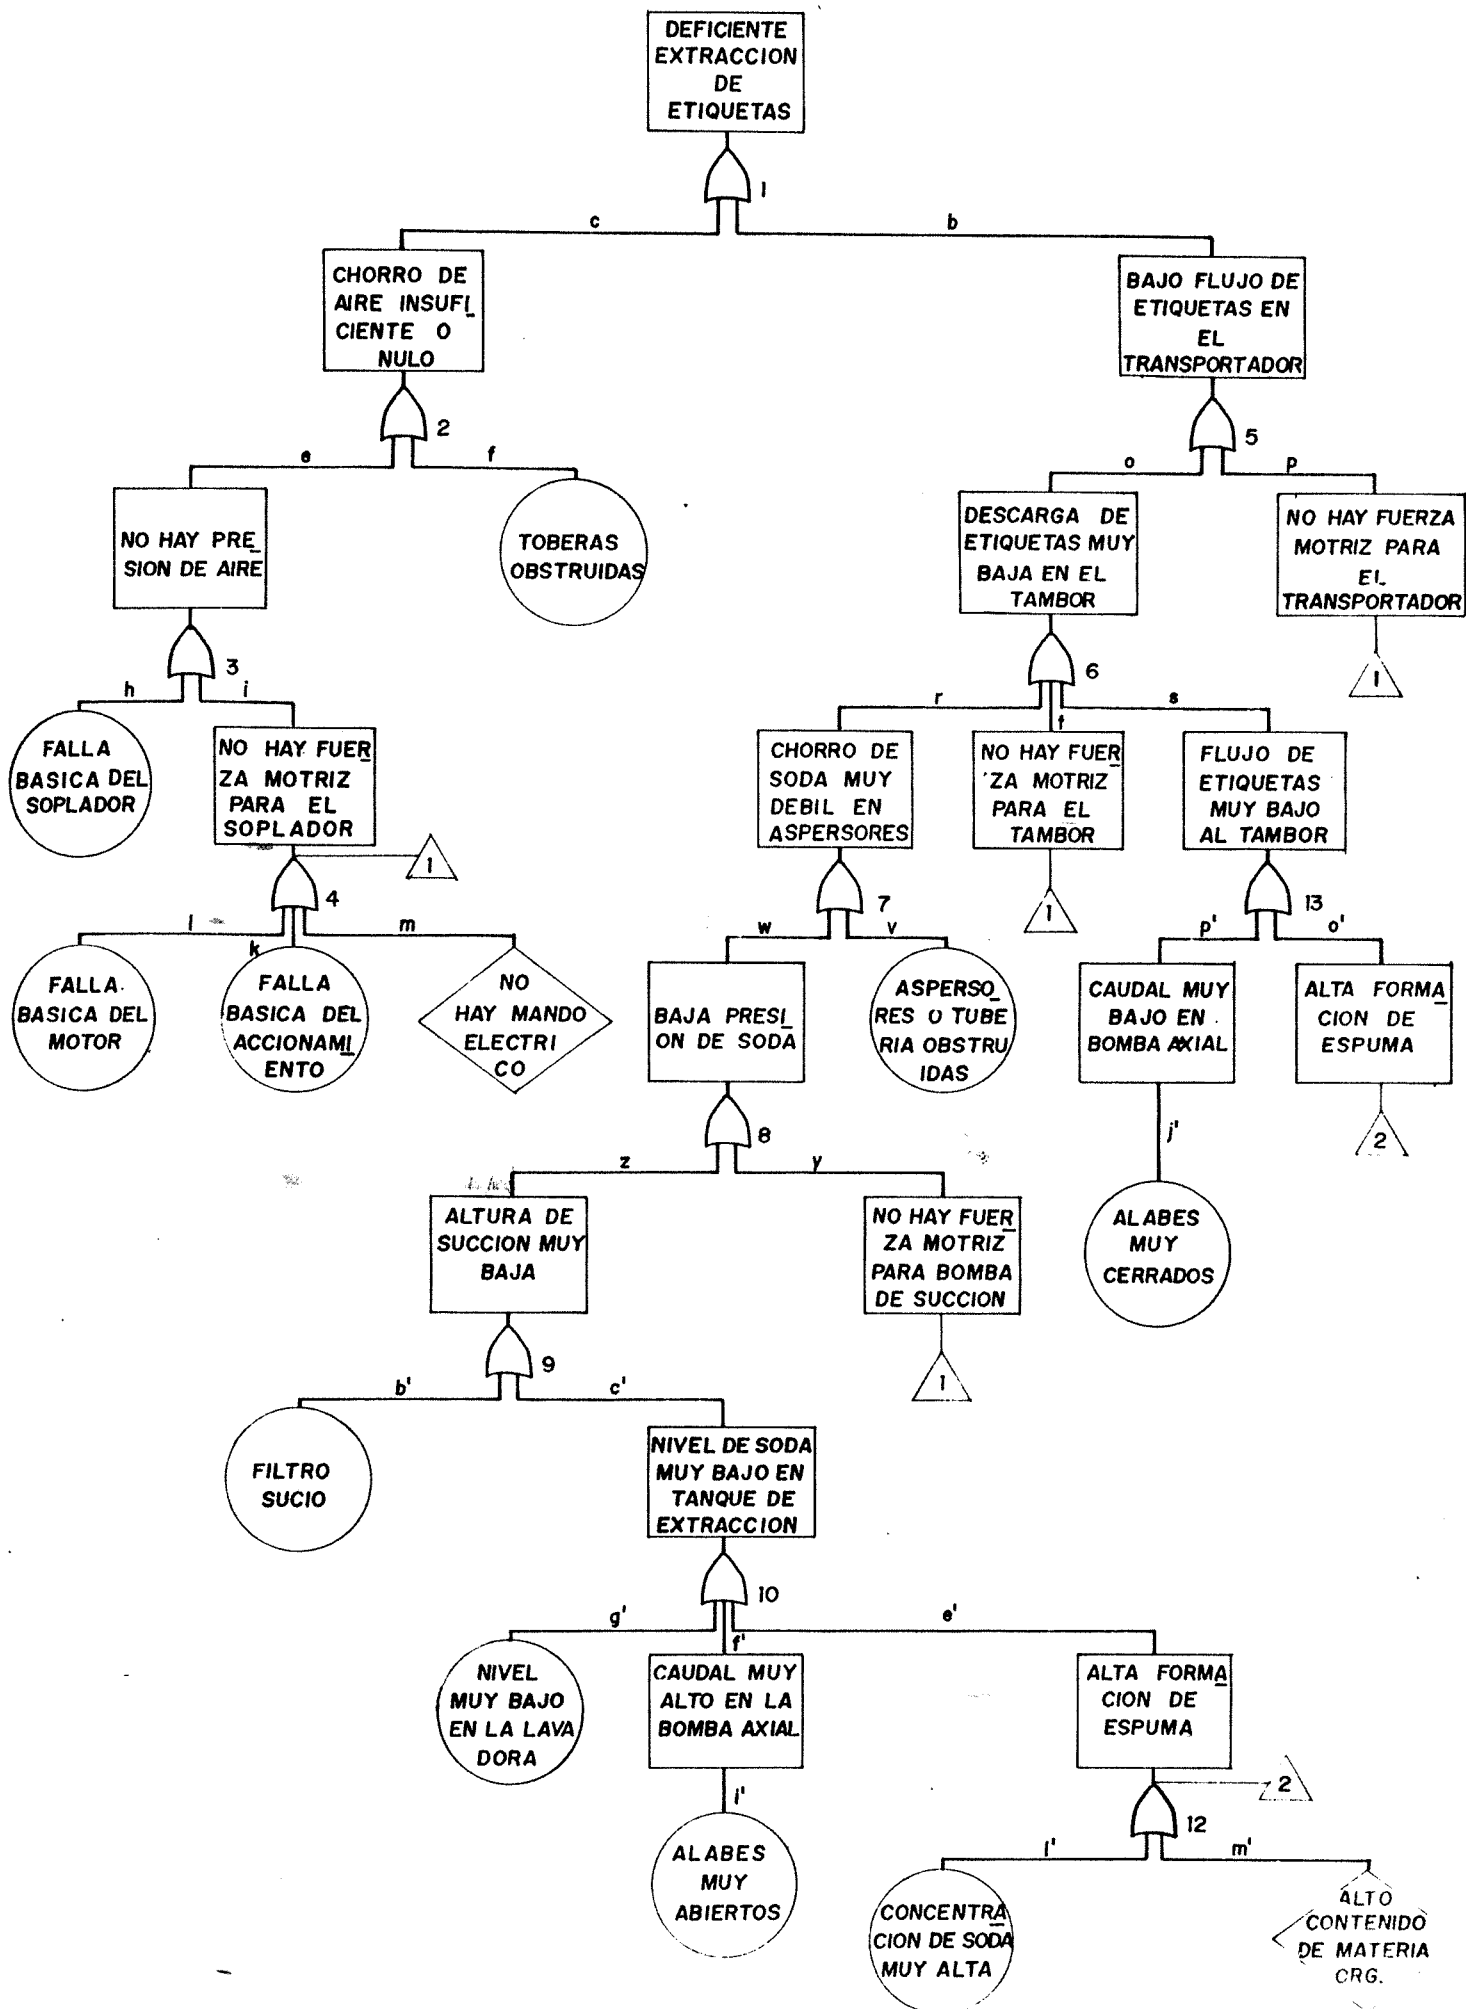 DEFICIENTE
EXTRACCION
DE
ETIQUETAS
1
c
b
CHORRO DE
AIRE INSUFI
CIENTE O
NULO
BAJO FLUJO DE
ETIQUETAS EN
EL
TRANSPORTADOR
2
5
e
f
o
p
NO HAY PRE
SION DE AIRE
TOBERAS
OBSTRUIDAS
DESCARGA DE
ETIQUETAS MUY
BAJA EN EL
TAMBOR
NO HAY FUERZA
MOTRIZ PARA
EL
TRANSPORTADOR
3
6
1
h
i
r
t
s
FALLA
BASICA DEL
SOPLADOR
NO HAY FUER
ZA MOTRIZ
PARA EL
SOPLADOR
CHORRO DE
SODA MUY
DEBIL EN
ASPERSORES
NO HAY FUER
ZA MOTRIZ
PARA EL
TAMBOR
FLUJO DE
ETIQUETAS
MUY BAJO
AL TAMBOR
1
4
7
1
13
l
k
m
w
v
p'
o'
FALLA
BASICA DEL
MOTOR
FALLA
BASICA DEL
ACCIONAMI
ENTO
NO
HAY MANDO
ELECTRI
CO
BAJA PRESI
ON DE SODA
ASPERSO
RES O TUBE
RIA OBSTRU
IDAS
CAUDAL MUY
BAJO EN
BOMBA AXIAL
ALTA FORMA
CION DE
ESPUMA
8
j'
2
z
y
ALTURA DE
SUCCION MUY
BAJA
NO HAY FUER
ZA MOTRIZ
PARA BOMBA
DE SUCCION
ALABES
MUY
CERRADOS
9
1
b'
c'
FILTRO
SUCIO
NIVEL DE SODA
MUY BAJO EN
TANQUE DE
EXTRACCION
10
g'
f'
e'
NIVEL
MUY BAJO
EN LA LAVA
DORA
CAUDAL MUY
ALTO EN LA
BOMBA AXIAL
ALTA FORMA
CION DE
ESPUMA
i'
2
12
ALABES
MUY
ABIERTOS
l'
m'
CONCENTRA
CION DE SODA
MUY ALTA
ALTO
CONTENIDO
DE MATERIA
ORG.